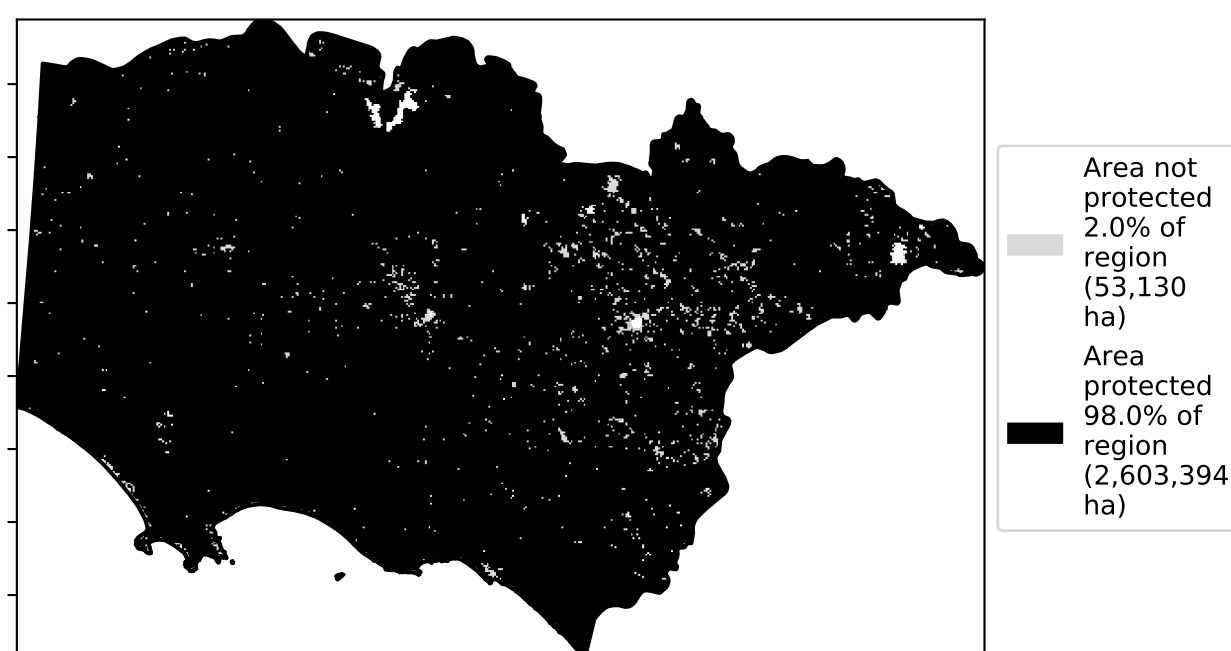 Area not
protected
2.0% of
region
(53,130
ha)
Area
protected
98.0% of
region
(2,603,394
ha)